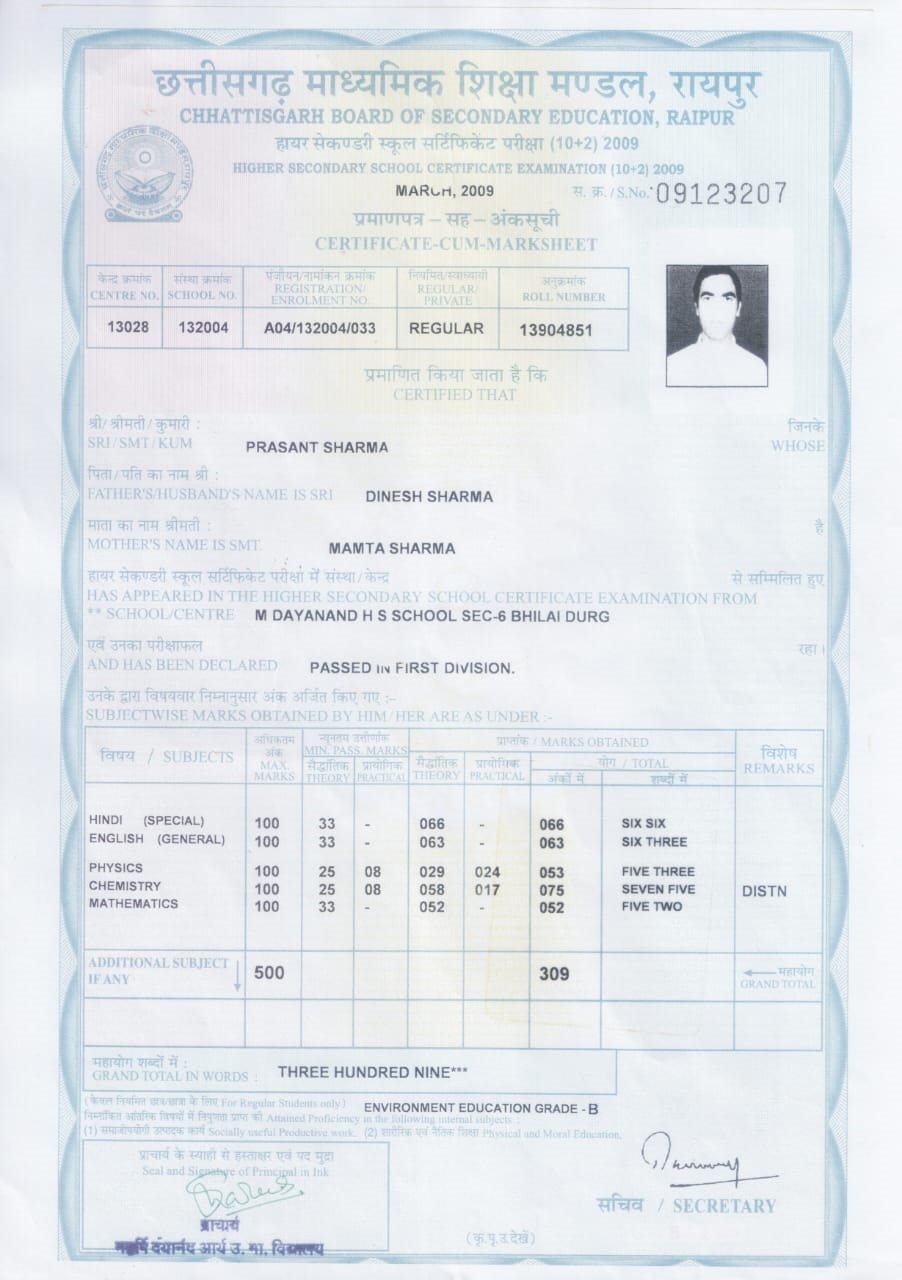 छत्तीसगढ़ माध्यमिक शिक्षा मण्डल, रायपुर
CHHATTISGARH BOARD OF SECONDARY EDUCATION, RAIPUR
हायर सेकण्डरी स्कूल सर्टिफिकेट परीक्षा (10+2) 2009
HIGHER SECONDARY SCHOOL CERTIFICATE EXAMINATION (10+2) 2009
MARCH, 2009 स. क्र. / S.No. 09123207
प्रमाणपत्र – सह – अंकसूची
CERTIFICATE-CUM-MARKSHEET
केन्द्र क्रमांक संस्था क्रमांक पंजीयन/नामांकन क्रमांक नियमित/स्वाध्यायी अनुक्रमांक
CENTRE NO. SCHOOL NO. REGISTRATION/ ENROLMENT NO. REGULAR/ PRIVATE ROLL NUMBER
13028 132004 A04/132004/033 REGULAR 13904851
प्रमाणित किया जाता है कि
CERTIFIED THAT
श्री/ श्रीमती / कुमारी : जिनके
SRI/SMT/KUM PRASANT SHARMA WHOSE
पिता/पति का नाम श्री :
FATHER'S/HUSBAND'S NAME IS SRI DINESH SHARMA
माता का नाम श्रीमती : है
MOTHER'S NAME IS SMT. MAMTA SHARMA
हायर सेकण्डरी स्कूल सर्टिफिकेट परीक्षा में संस्था/केन्द्र से सम्मिलित हुए
HAS APPEARED IN THE HIGHER SECONDARY SCHOOL CERTIFICATE EXAMINATION FROM
** SCHOOL/CENTRE M DAYANAND H S SCHOOL SEC-6 BHILAI DURG
एवं उनका परीक्षाफल रहा।
AND HAS BEEN DECLARED PASSED IN FIRST DIVISION.
उनके द्वारा विषयवार निम्नानुसार अंक अर्जित किए गए :-
SUBJECTWISE MARKS OBTAINED BY HIM/HER ARE AS UNDER :-
विषय / SUBJECTS अधिकतम अंक MAX. MARKS न्यूनतम उत्तीर्णांक MIN. PASS. MARKS प्राप्तांक / MARKS OBTAINED विशेष REMARKS
सैद्धांतिक THEORY प्रायोगिक PRACTICAL सैद्धांतिक THEORY प्रायोगिक PRACTICAL योग / TOTAL
अंकों में शब्दों में
HINDI (SPECIAL) 100 33 - 066 - 066 SIX SIX
ENGLISH (GENERAL) 100 33 - 063 - 063 SIX THREE
PHYSICS 100 25 08 029 024 053 FIVE THREE
CHEMISTRY 100 25 08 058 017 075 SEVEN FIVE DISTN
MATHEMATICS 100 33 - 052 - 052 FIVE TWO
ADDITIONAL SUBJECT IF ANY 500 309 महायोग GRAND TOTAL
महायोग शब्दों में :
GRAND TOTAL IN WORDS : THREE HUNDRED NINE***
(केवल नियमित छात्र/छात्रा के लिए For Regular Students only) ENVIRONMENT EDUCATION GRADE - B
निम्नांकित आंतरिक विषयों में निपुणता प्राप्त की Attained Proficiency in the following internal subjects :
(1) समाजोपयोगी उत्पादक कार्य Socially useful Productive work. (2) शारीरिक एवं नैतिक शिक्षा Physical and Moral Education.
प्राचार्य के स्याही से हस्ताक्षर एवं पद मुद्रा
Seal and Signature of Principal in Ink
प्राचार्य
महर्षि दयानंद आर्य उ. मा. विद्यालय
सचिव / SECRETARY
(कृ.पृ.उ.देखें)